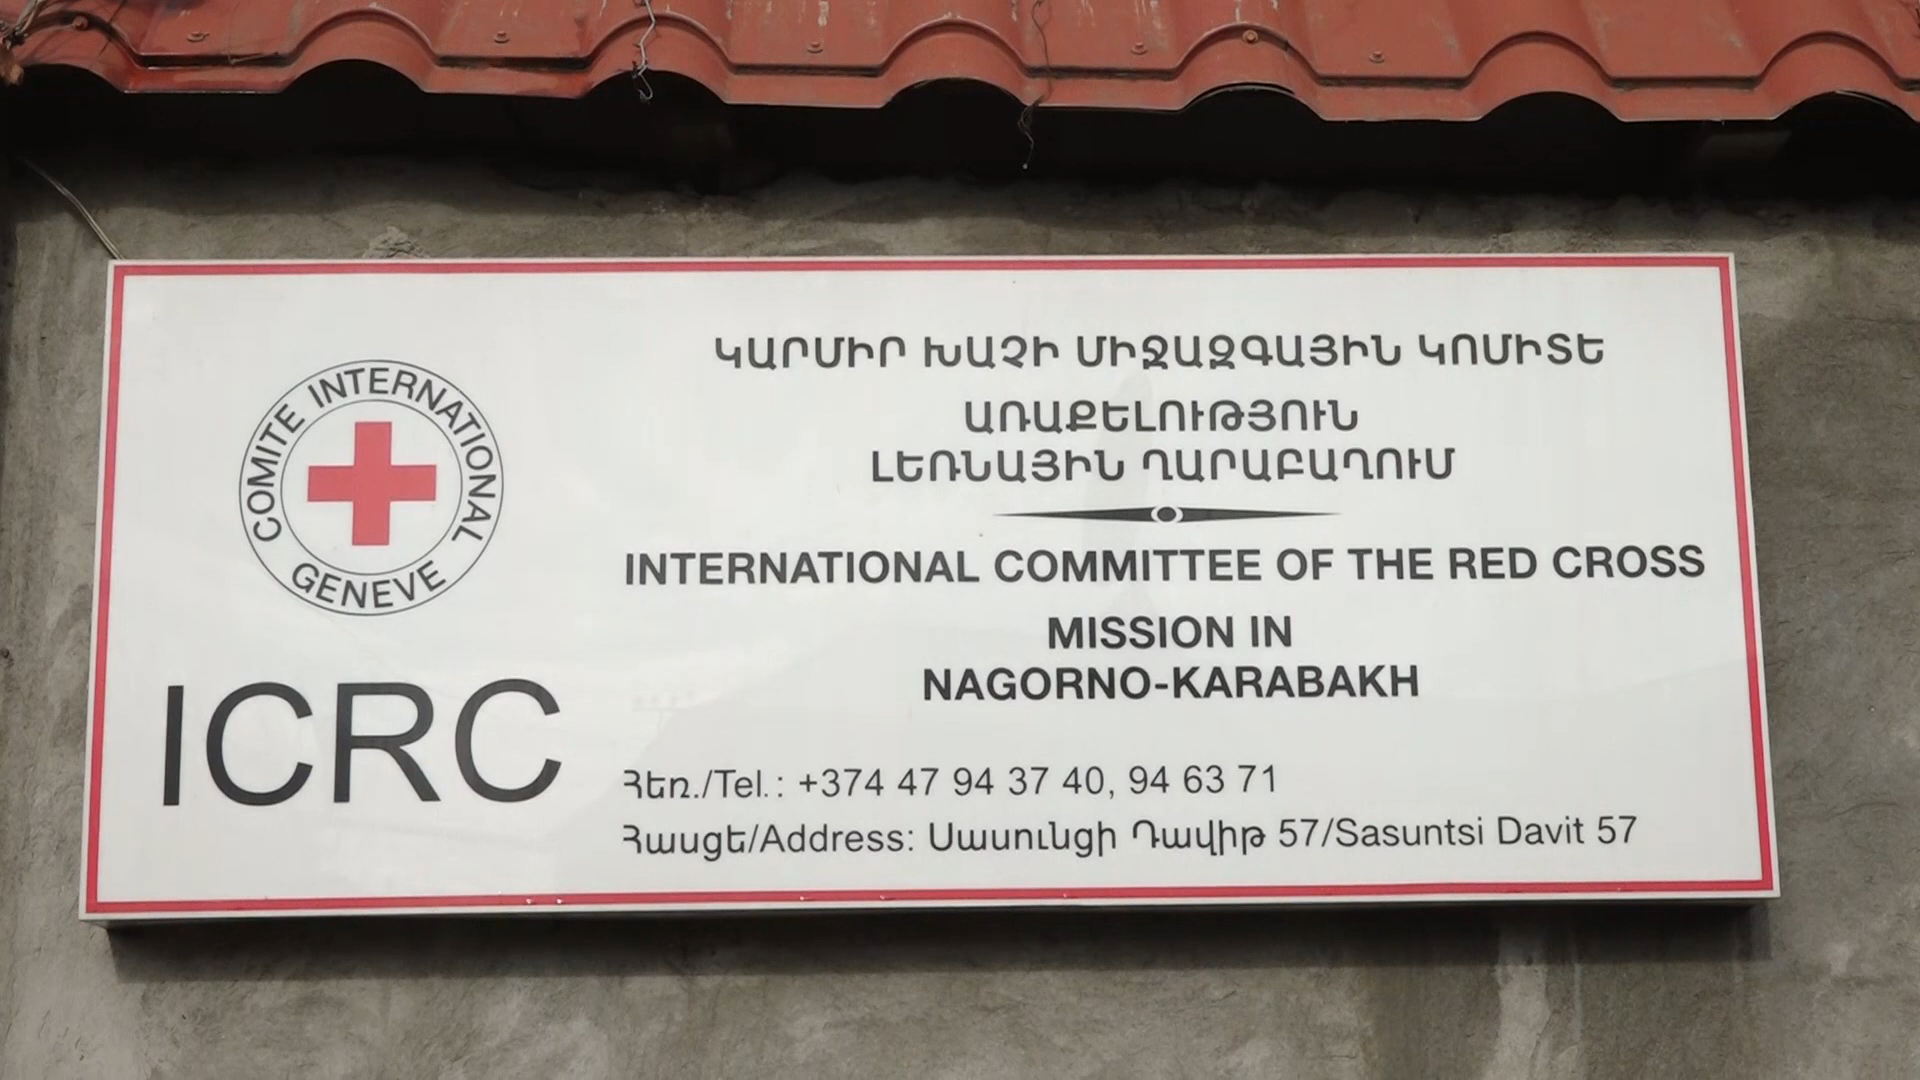 COMITE INTERNATIONAL
GENEVE
ICRC
ԿԱՐՄԻՐ ԽԱՉԻ ՄԻՋԱԶԳԱՅԻՆ ԿՈՄԻՏԵ
ԱՌԱՔԵԼՈՒԹՅՈՒՆ
ԼԵՌՆԱՅԻՆ ՂԱՐԱԲԱՂՈՒՄ
INTERNATIONAL COMMITTEE OF THE RED CROSS
MISSION IN
NAGORNO-KARABAKH
Հեռ./Tel.: +374 47 94 37 40, 94 63 71
Հասցե/Address: Սասունցի Դավիթ 57/Sasuntsi Davit 57